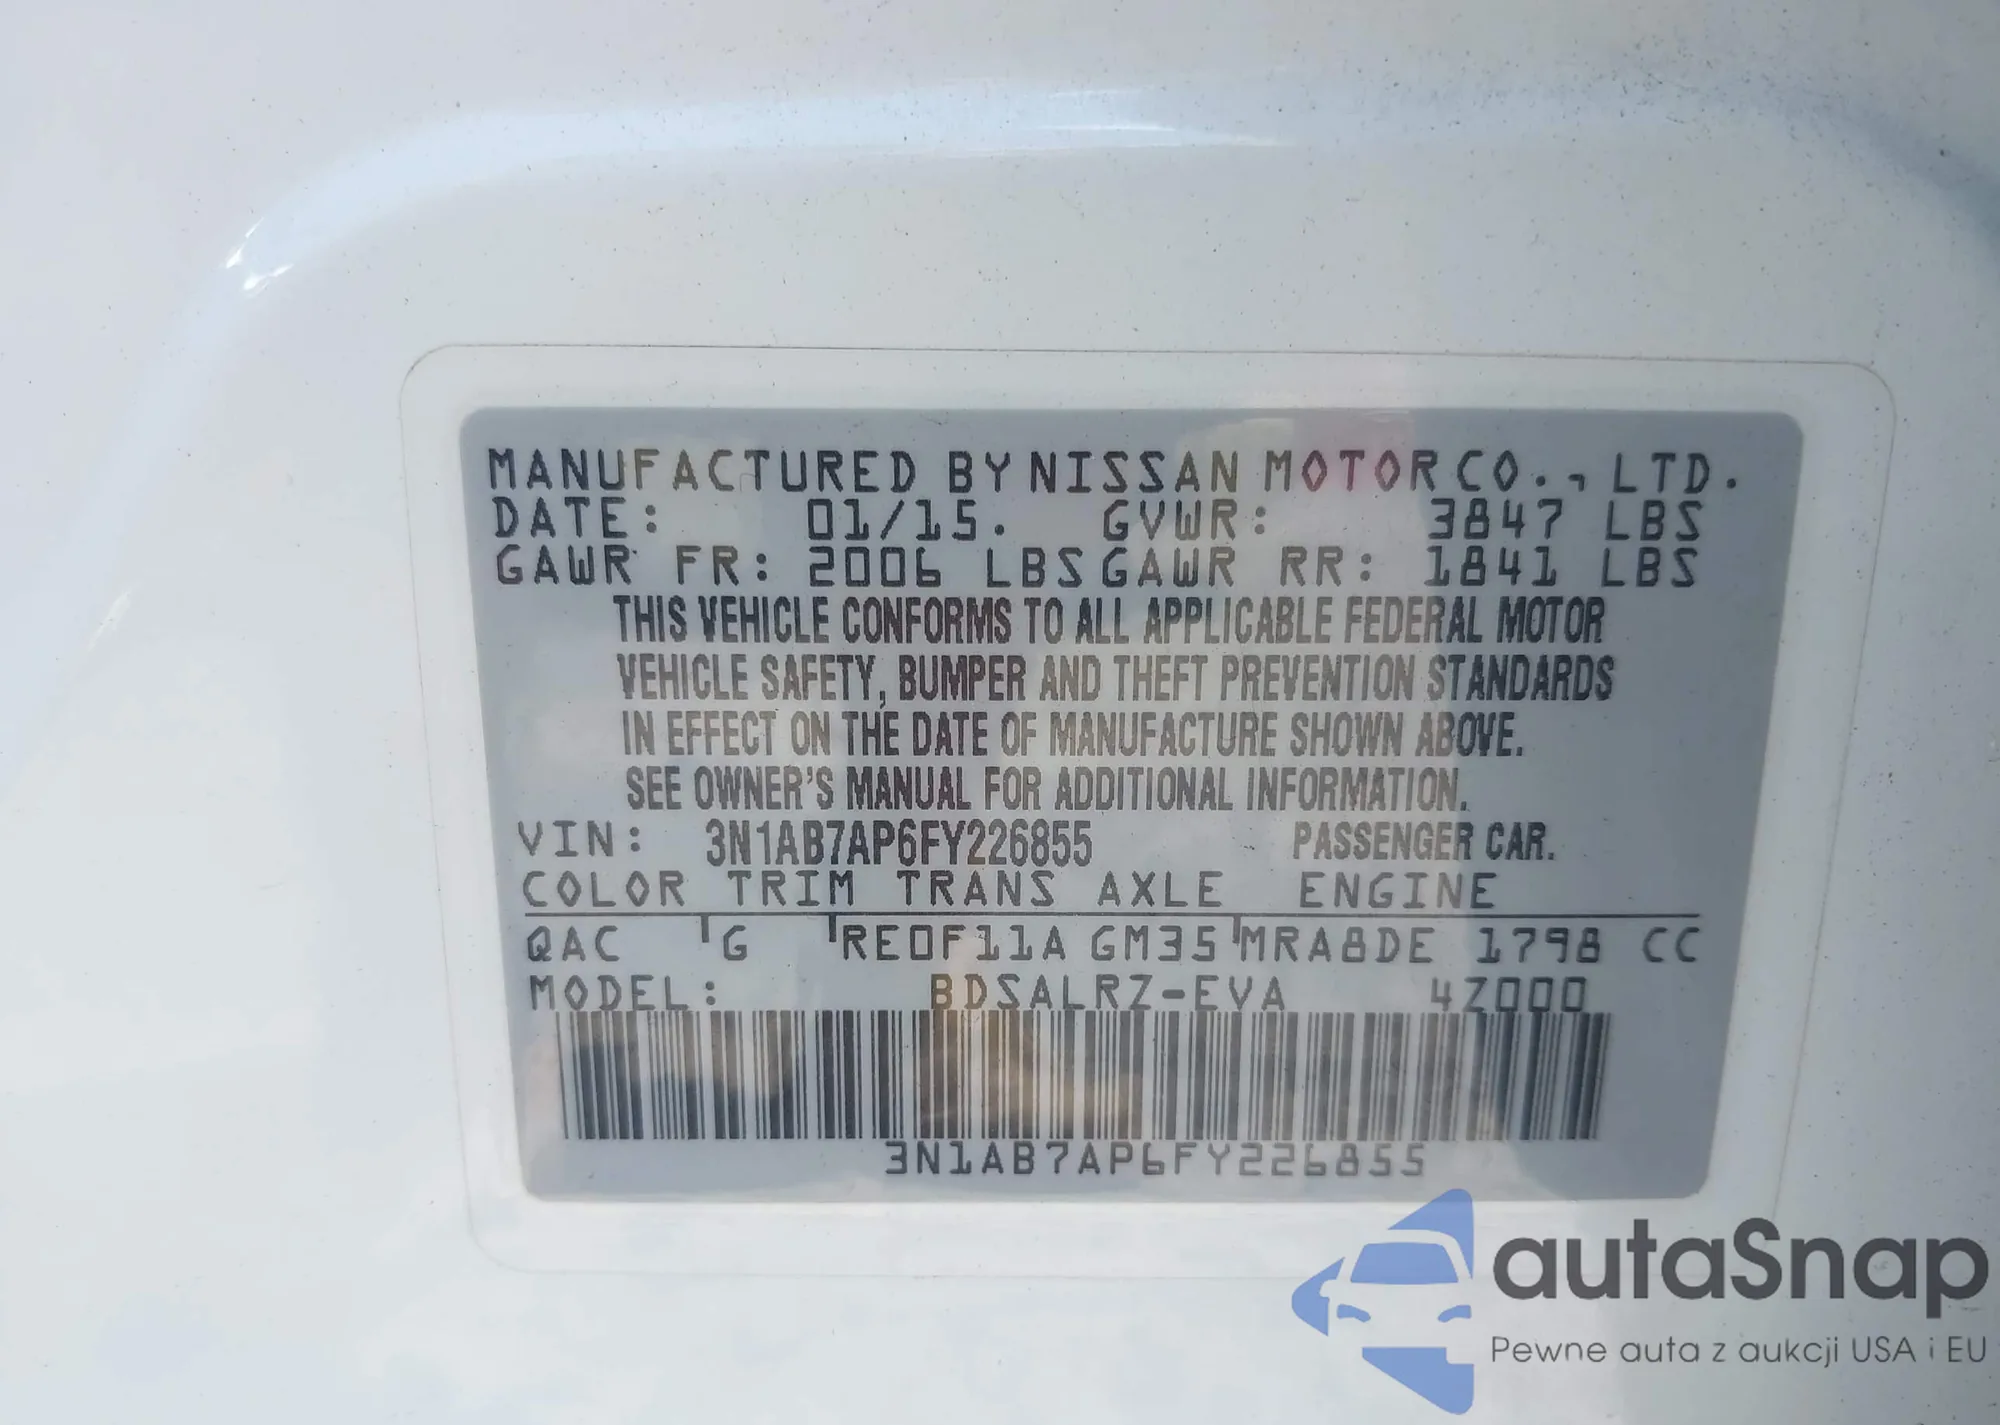 MANUFACTURED BY NISSAN MOTOR CO., LTD.
DATE: 01/15. GVWR: 3847 LBS
GAWR FR: 2006 LBS GAWR RR: 1841 LBS
THIS VEHICLE CONFORMS TO ALL APPLICABLE FEDERAL MOTOR
VEHICLE SAFETY, BUMPER AND THEFT PREVENTION STANDARDS
IN EFFECT ON THE DATE OF MANUFACTURE SHOWN ABOVE.
SEE OWNER'S MANUAL FOR ADDITIONAL INFORMATION.
VIN: 3N1AB7AP6FY226855 PASSENGER CAR.
COLOR TRIM TRANS AXLE ENGINE
QAC G RE0F11A GM35 MRA8DE 1798 CC
MODEL: BDSALRZ-EVA 4Z000
3N1AB7AP6FY226855
autaSnap
Pewne auta z aukcji USA i EU